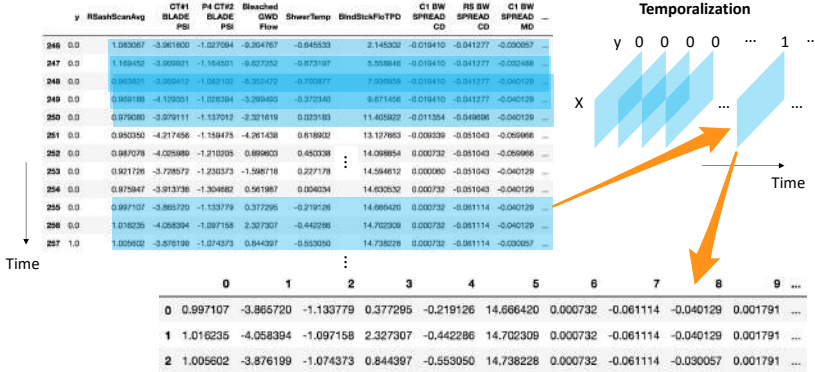 Temporalization
CT#1 P4 CT#2 Bleached C1 BW RS BW C1 BW
BLADE BLADE GWD SPREAD SPREAD SPREAD
y RSashScanAvg PSI PSI Flow ShwerTemp BlndStckFloTPD CD CD MD ...
246 0.0 1.083067 -3.961600 -1.027094 -0.204767 -0.645533 2.145302 -0.019410 -0.041277 -0.030057 ...
247 0.0 1.169452 -3.909921 -1.164501 -9.627252 -0.673197 5.558846 -0.019410 -0.041277 -0.032488 ...
248 0.0 -0.700877 -0.019410 -0.041277 -0.040129 ...
249 0.0 0.969188 -4.129351 -1.026394 -3.299493 -0.372340 9.871456 -0.019410 -0.041277 -0.040129 ...
250 0.0 0.979080 -3.979111 -1.137012 -2.321619 0.023183 11.405922 -0.011354 -0.049696 -0.040129 ...
251 0.0 0.950350 -4.217456 -1.159475 -4.261438 0.618902 13.127663 -0.009339 -0.051043 -0.059966 ...
252 0.0 0.987078 -4.025989 -1.210205 0.899603 0.450338 14.098854 0.000732 -0.051043 -0.059966 ...
253 0.0 0.921726 -3.728572 -1.230373 -1.598718 0.227178 14.594612 0.000060 -0.051043 -0.040129 ...
254 0.0 0.975947 -3.913736 -1.304682 0.561987 0.004034 14.630532 0.000732 -0.051043 -0.040129 ...
255 0.0 0.997107 -3.865720 -1.133779 0.377295 -0.219126 14.666420 0.000732 -0.061114 -0.040129 ...
256 0.0 1.016235 -4.058394 -1.097158 2.327307 -0.442286 14.702309 0.000732 -0.061114 -0.040129 ...
257 1.0 1.005602 -3.876199 -1.074373 0.844397 -0.553050 14.738228 0.000732 -0.061114 -0.030057 ...
Time
y 0 0 0 0 ... 1 ..
X ... ...
Time
0 1 2 3 4 5 6 7 8 9 ...
0 0.997107 -3.865720 -1.133779 0.377295 -0.219126 14.666420 0.000732 -0.061114 -0.040129 0.001791 ...
1 1.016235 -4.058394 -1.097158 2.327307 -0.442286 14.702309 0.000732 -0.061114 -0.040129 0.001791 ...
2 1.005602 -3.876199 -1.074373 0.844397 -0.553050 14.738228 0.000732 -0.061114 -0.030057 0.001791 ...